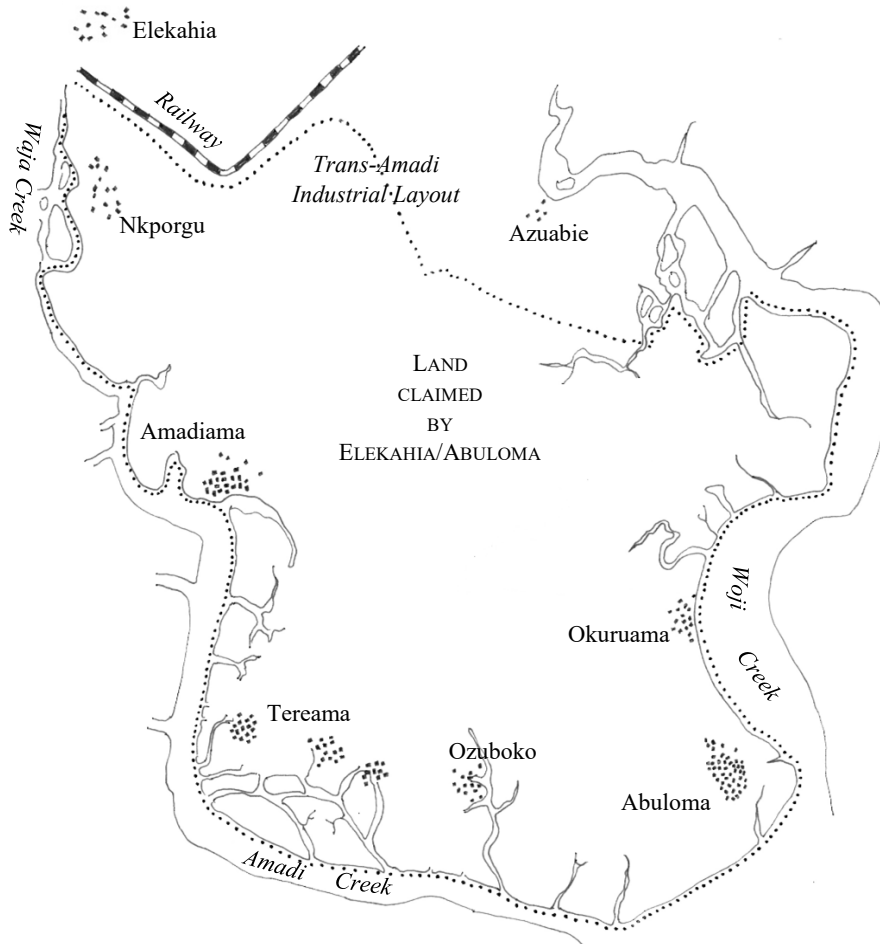 Elekahia
Railway
Waja Creek
Trans-Amadi
Industrial Layout
Nkporgu
Azuabie
LAND
CLAIMED
BY
ELEKAHIA/ABULOMA
Amadiama
Woji
Creek
Okuruama
Tereama
Ozuboko
Abuloma
Amadi
Creek